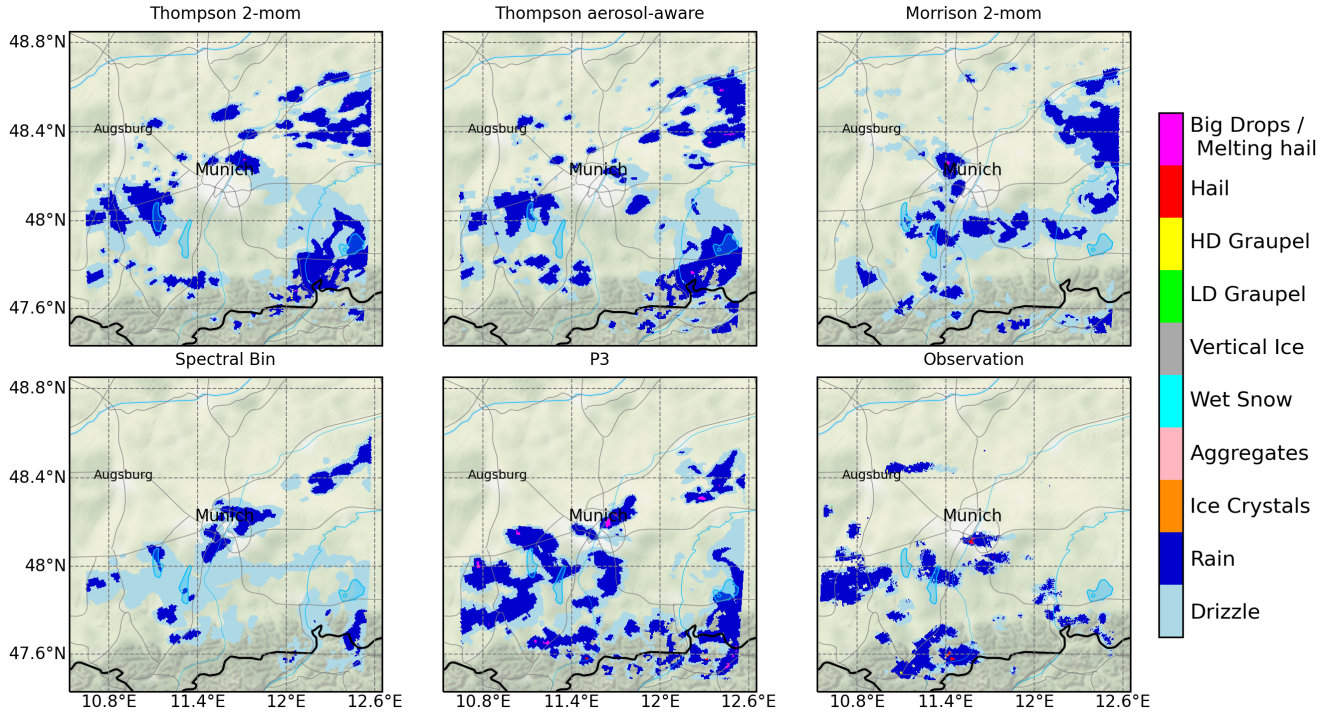 Thompson 2-mom
Thompson aerosol-aware
Morrison 2-mom
48.8°N
48.4°N
48°N
47.6°N
Augsburg
Munich
Augsburg
Munich
Augsburg
Munich
Spectral Bin
P3
Observation
48.8°N
48.4°N
48°N
47.6°N
Augsburg
Munich
Augsburg
Munich
Augsburg
Munich
10.8°E
11.4°E
12°E
12.6°E
10.8°E
11.4°E
12°E
12.6°E
10.8°E
11.4°E
12°E
12.6°E
Big Drops /
Melting hail
Hail
HD Graupel
LD Graupel
Vertical Ice
Wet Snow
Aggregates
Ice Crystals
Rain
Drizzle